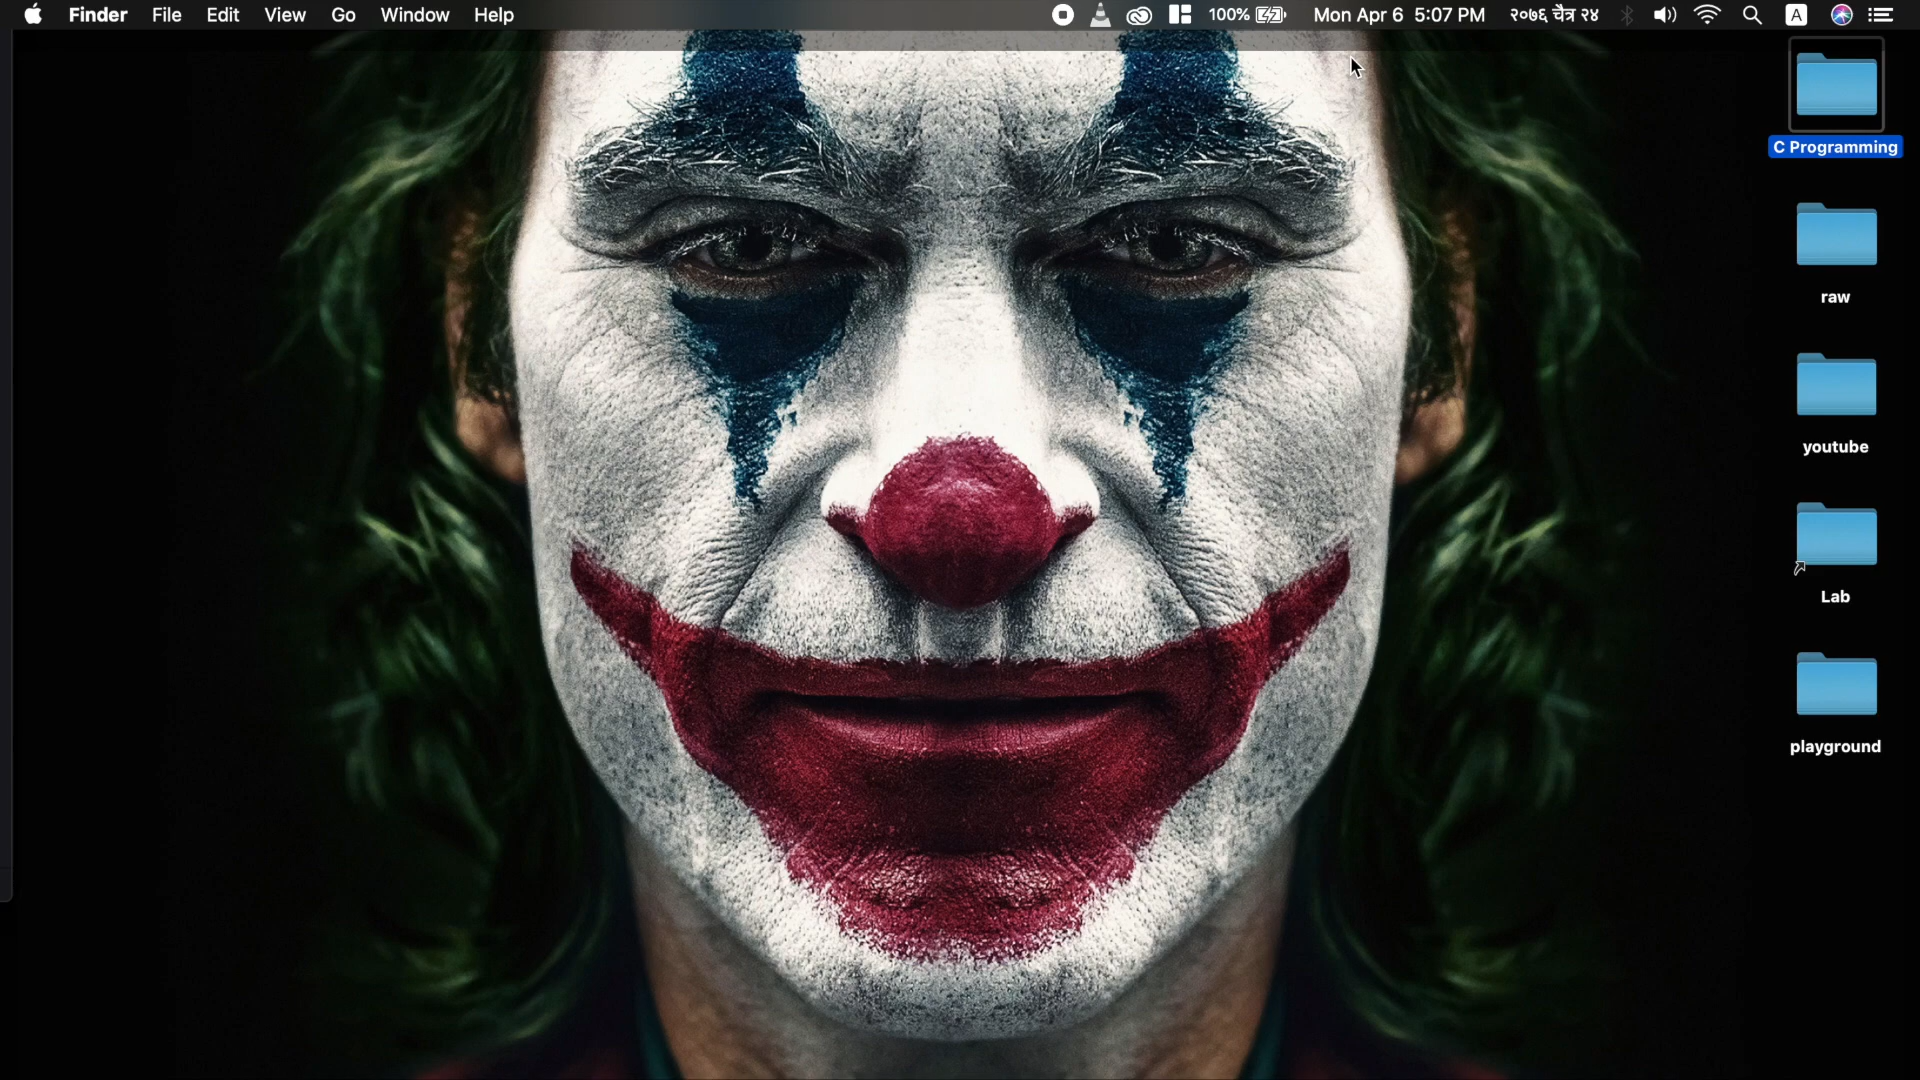 Finder File Edit View Go Window Help 100% Mon Apr 6 5:07 PM २०७६ चैत्र २४ A
C Programming
raw
youtube
Lab
playground